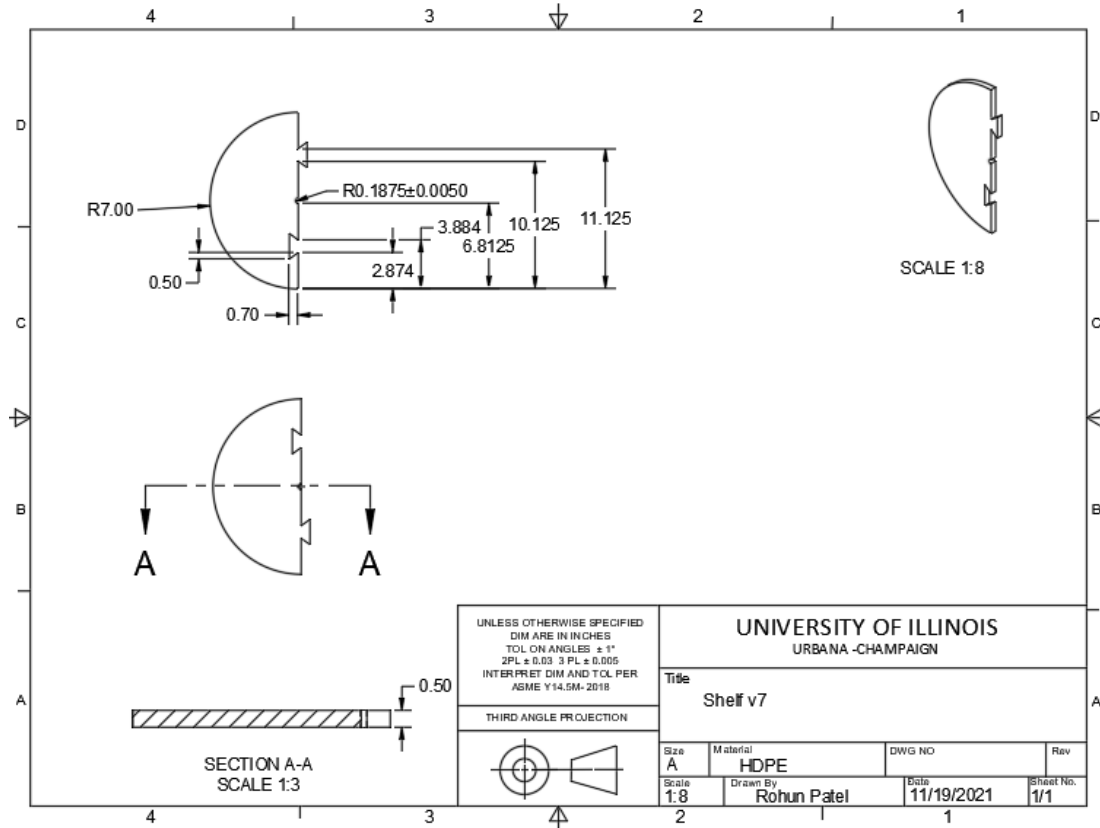 4 3 2 1
D D
R7.00
R0.1875±0.0050
3.884
6.8125
10.125
11.125
2.874
0.50
0.70
SCALE 1:8
C C
B B
A A
0.50
SECTION A-A
SCALE 1:3
A A
UNLESS OTHERWISE SPECIFIED
DIM ARE IN INCHES
TOL ON ANGLES ± 1°
2PL ± 0.03 3 PL ± 0.005
INTERPRET DIM AND TOL PER
ASME Y14.5M- 2018
THIRD ANGLE PROJECTION
UNIVERSITY OF ILLINOIS
URBANA -CHAMPAIGN
Title
Shelf v7
Size
A
Material
HDPE
DWG NO
Rev
Scale
1:8
Drawn By
Rohun Patel
Date
11/19/2021
Sheet No.
1/1
4 3 2 1